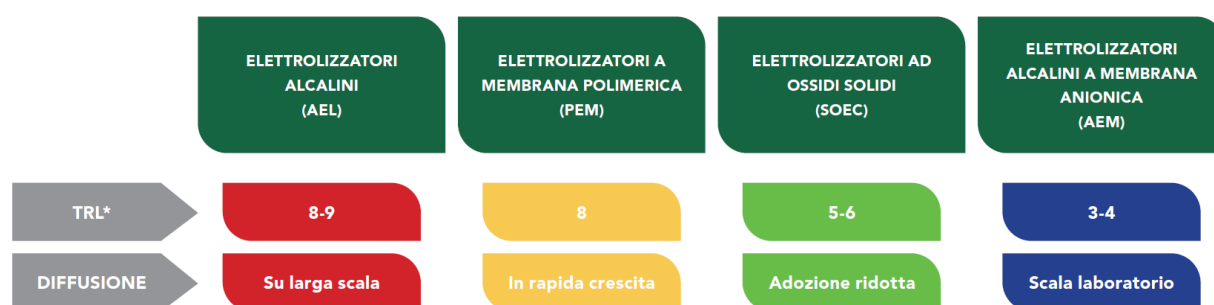 ELETTROLIZZATORI
ALCALINI
(AEL)
ELETTROLIZZATORI A
MEMBRANA POLIMERICA
(PEM)
ELETTROLIZZATORI AD
OSSIDI SOLIDI
(SOEC)
ELETTROLIZZATORI
ALCALINI A MEMBRANA
ANIONICA
(AEM)
TRL*
8-9
8
5-6
3-4
DIFFUSIONE
Su larga scala
In rapida crescita
Adozione ridotta
Scala laboratorio